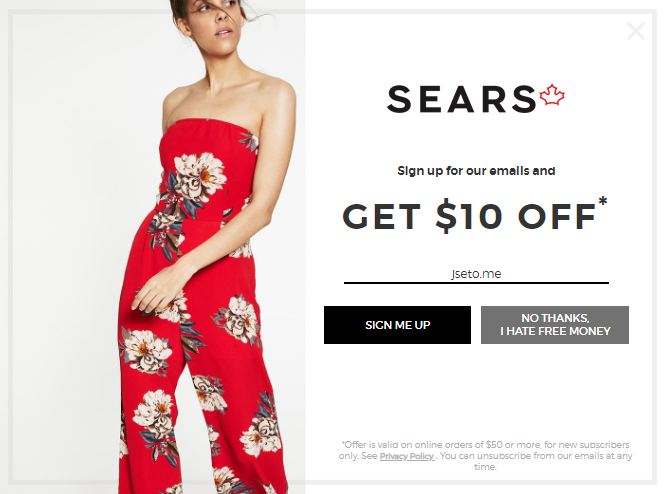 SEARS
Sign up for our emails and
GET $10 OFF*
jseto.me
SIGN ME UP
NO THANKS,
I HATE FREE MONEY
*Offer is valid on online orders of $50 or more, for new subscribers
only. See Privacy Policy . You can unsubscribe from our emails at any
time.